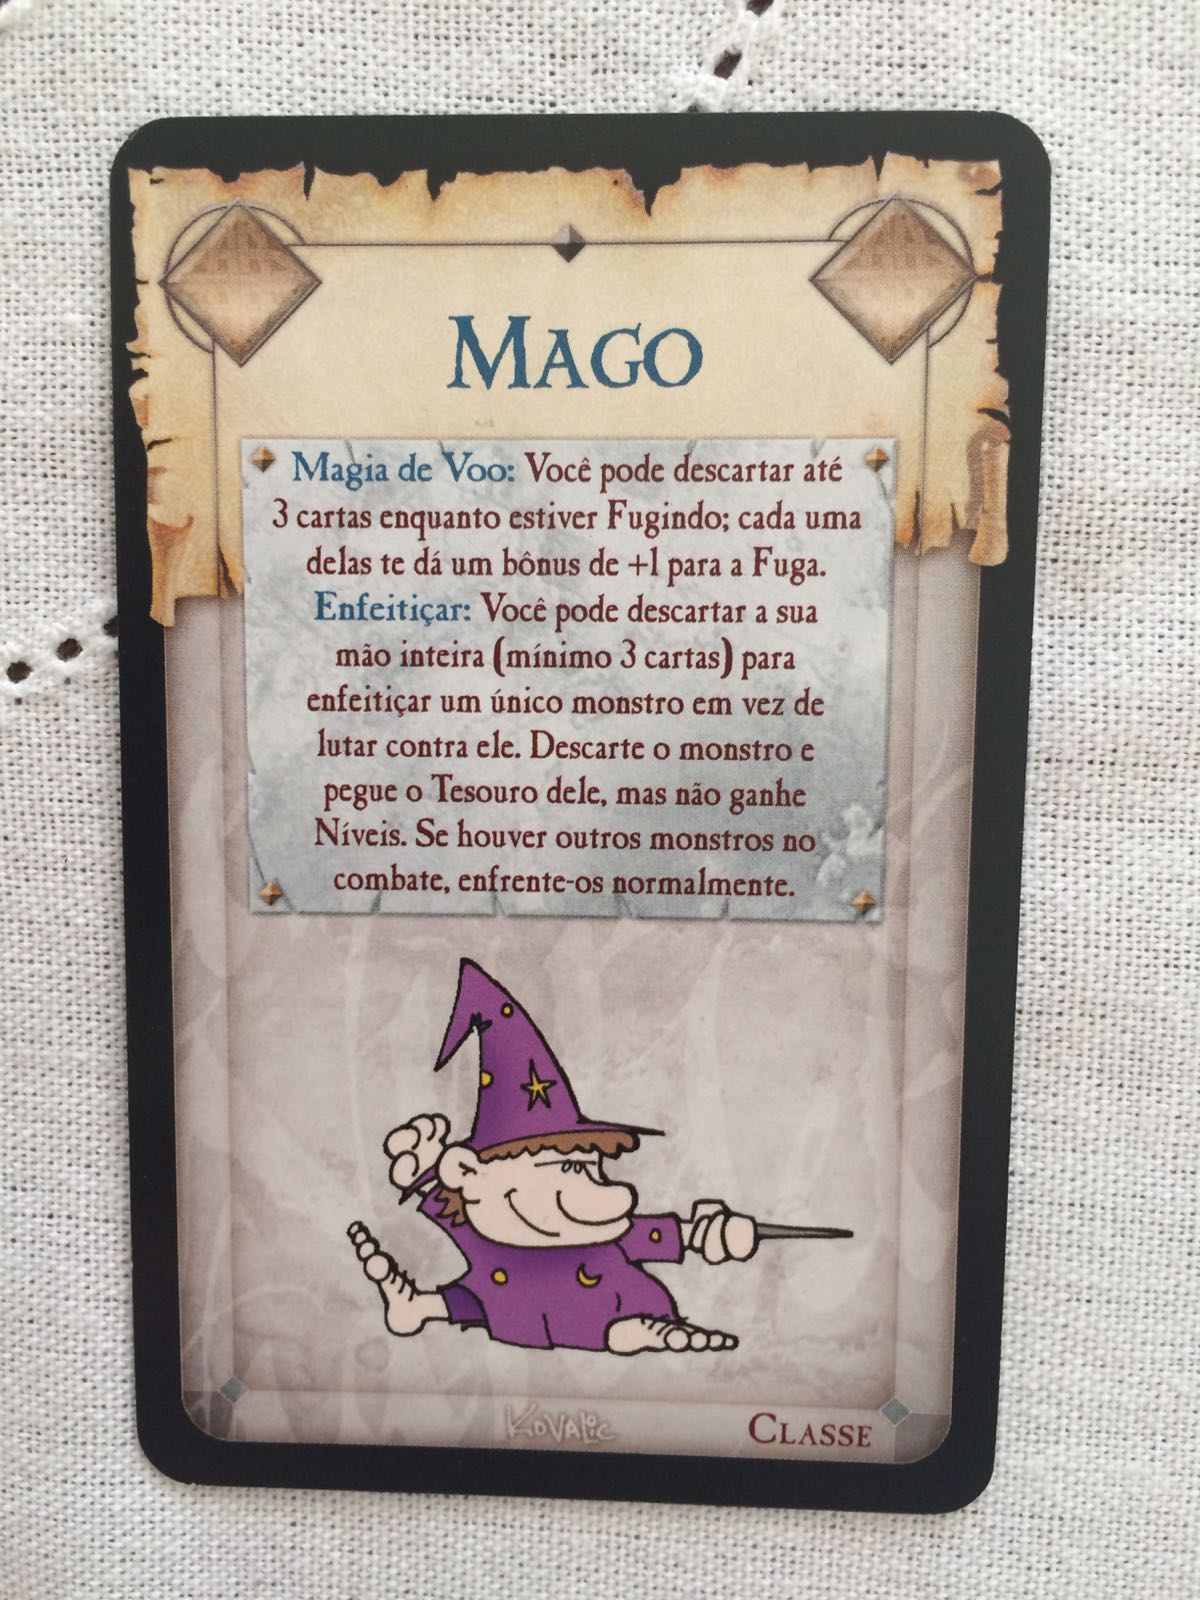 Mago
Magia de Voo: Você pode descartar até
3 cartas enquanto estiver Fugindo; cada uma
delas te dá um bônus de +1 para a Fuga.
Enfeitiçar: Você pode descartar a sua
mão inteira (mínimo 3 cartas) para
enfeitiçar um único monstro em vez de
lutar contra ele. Descarte o monstro e
pegue o Tesouro dele, mas não ganhe
Níveis. Se houver outros monstros no
combate, enfrente-os normalmente.
Kovalic
Classe